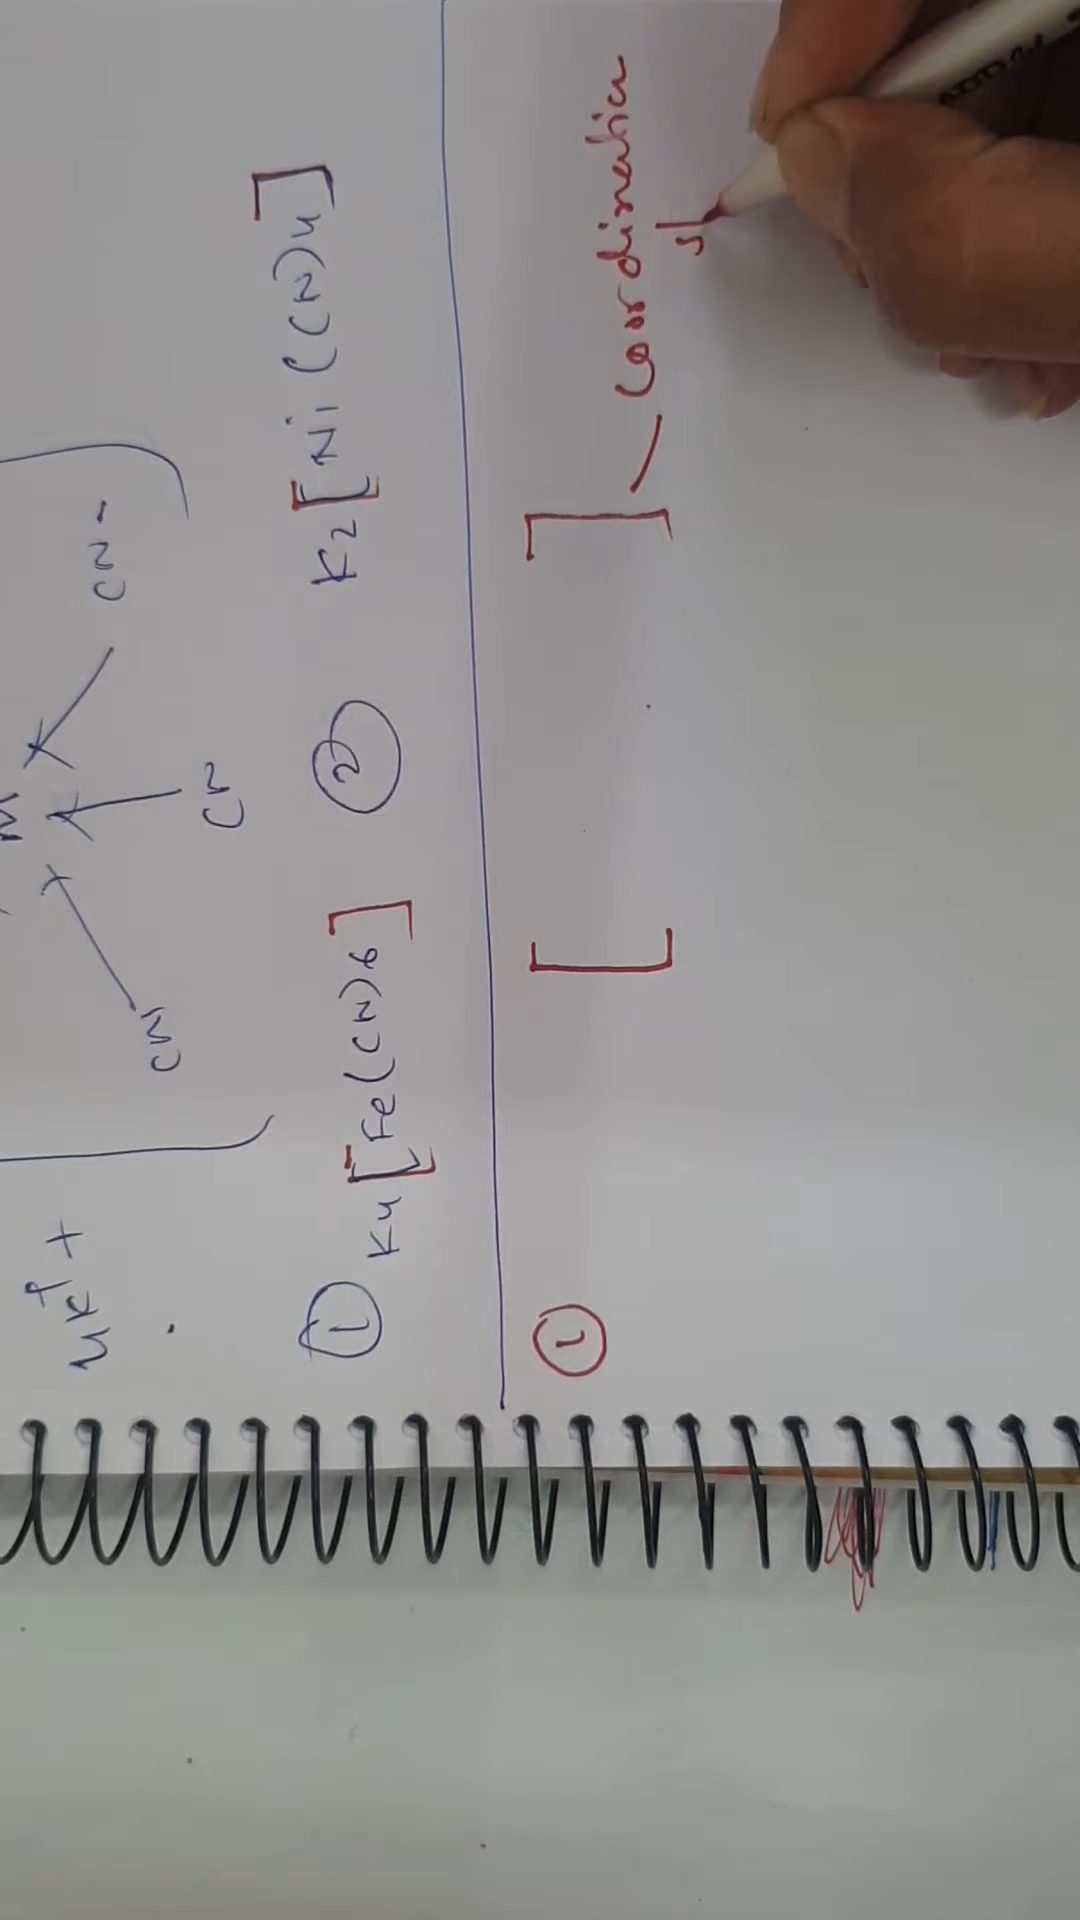 M
CN
CN
CN-
4K+ +
① K4[Fe(CN)6] ② K2[Ni(CN)4]
① [ ] — Coordination